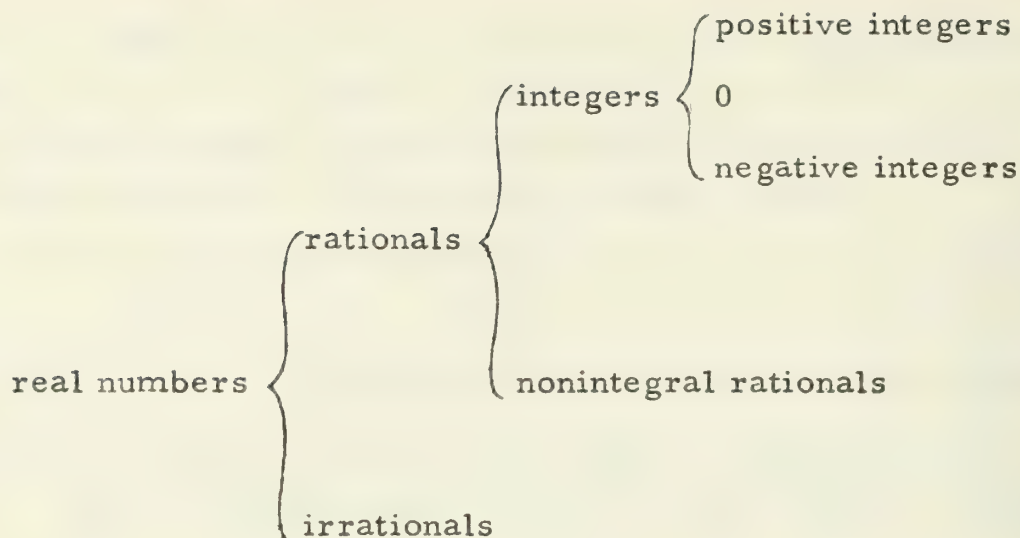 positive integers
integers 0
negative integers
rationals
real numbers nonintegral rationals
irrationals